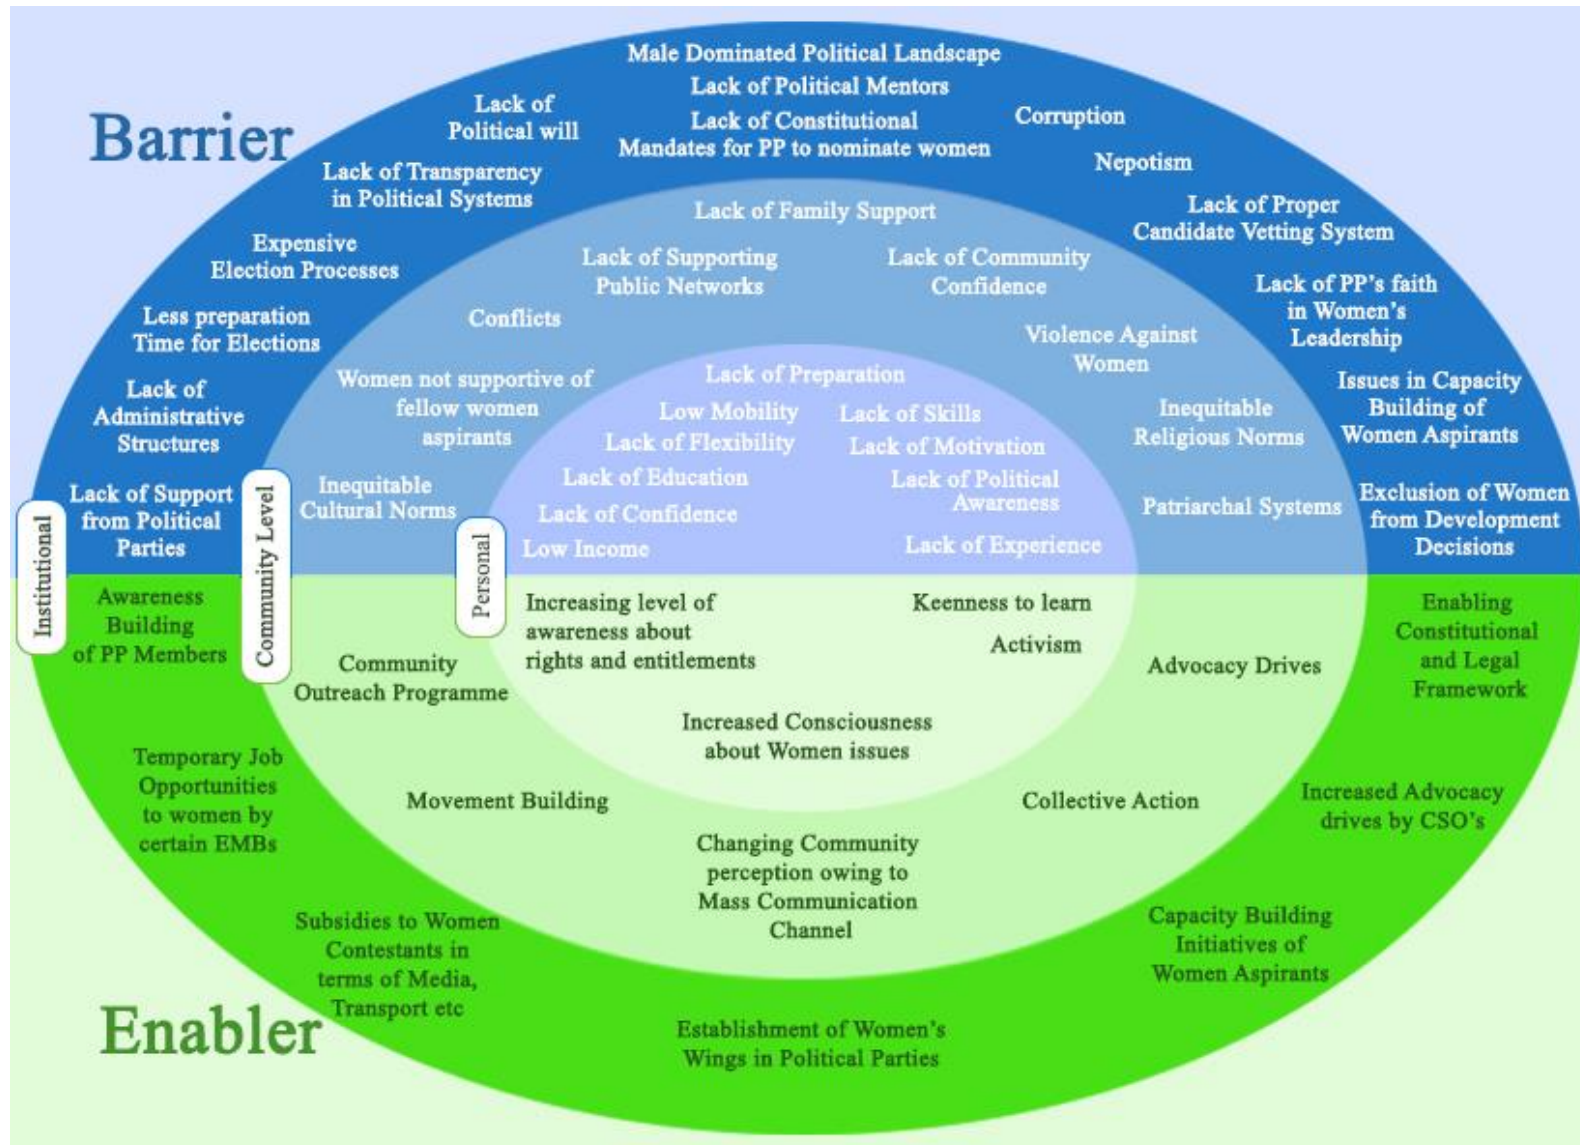 Barrier
Male Dominated Political Landscape
Lack of Political Mentors
Lack of Constitutional
Mandates for PP to nominate women
Lack of
Political will
Corruption
Nepotism
Lack of Transparency
in Political Systems
Lack of Proper
Candidate Vetting System
Expensive
Election Processes
Lack of PP's faith
in Women's
Leadership
Less preparation
Time for Elections
Issues in Capacity
Building of
Women Aspirants
Lack of
Administrative
Structures
Lack of Support
from Political
Parties
Exclusion of Women
from Development
Decisions
Lack of Family Support
Lack of Supporting
Public Networks
Lack of Community
Confidence
Conflicts
Violence Against
Women
Women not supportive of
fellow women
aspirants
Inequitable
Religious Norms
Inequitable
Cultural Norms
Patriarchal Systems
Lack of Preparation
Low Mobility
Lack of Skills
Lack of Flexibility
Lack of Motivation
Lack of Education
Lack of Political
Awareness
Lack of Confidence
Low Income
Lack of Experience
Institutional
Community Level
Personal
Increasing level of
awareness about
rights and entitlements
Keenness to learn
Activism
Increased Consciousness
about Women issues
Community
Outreach Programme
Advocacy Drives
Movement Building
Collective Action
Changing Community
perception owing to
Mass Communication
Channel
Awareness
Building
of PP Members
Enabling
Constitutional
and Legal
Framework
Temporary Job
Opportunities
to women by
certain EMBs
Increased Advocacy
drives by CSO's
Subsidies to Women
Contestants in
terms of Media,
Transport etc
Capacity Building
Initiatives of
Women Aspirants
Establishment of Women's
Wings in Political Parties
Enabler